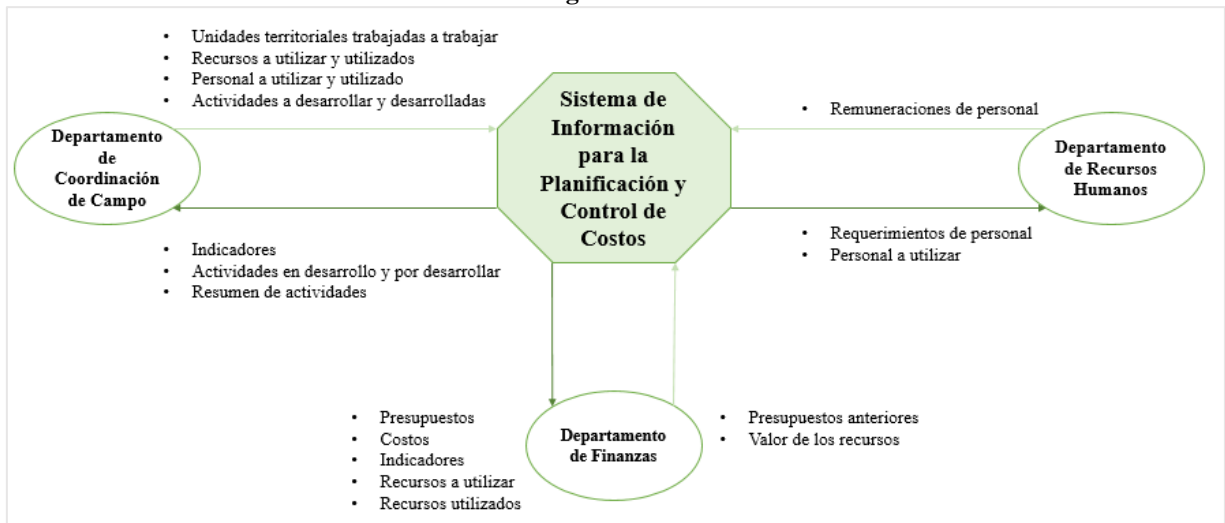 • Unidades territoriales trabajadas a trabajar
• Recursos a utilizar y utilizados
• Personal a utilizar y utilizado
• Actividades a desarrollar y desarrolladas
Departamento
de
Coordinación
de Campo
• Indicadores
• Actividades en desarrollo y por desarrollar
• Resumen de actividades
Sistema de
Información
para la
Planificación y
Control de
Costos
• Remuneraciones de personal
Departamento
de Recursos
Humanos
• Requerimientos de personal
• Personal a utilizar
• Presupuestos
• Costos
• Indicadores
• Recursos a utilizar
• Recursos utilizados
Departamento
de Finanzas
• Presupuestos anteriores
• Valor de los recursos